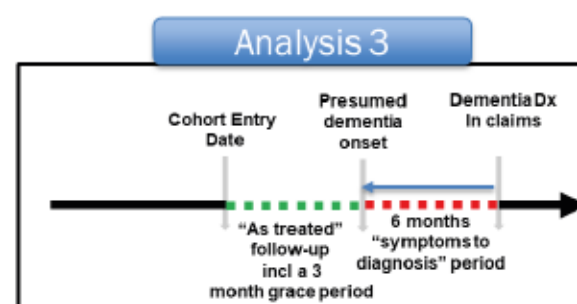 Analysis 3
Cohort Entry
Date
Presumed
dementia
onset
Dementia Dx
In claims
"As treated"
follow-up
incl a 3
month grace period
6 months
"symptoms to
diagnosis" period